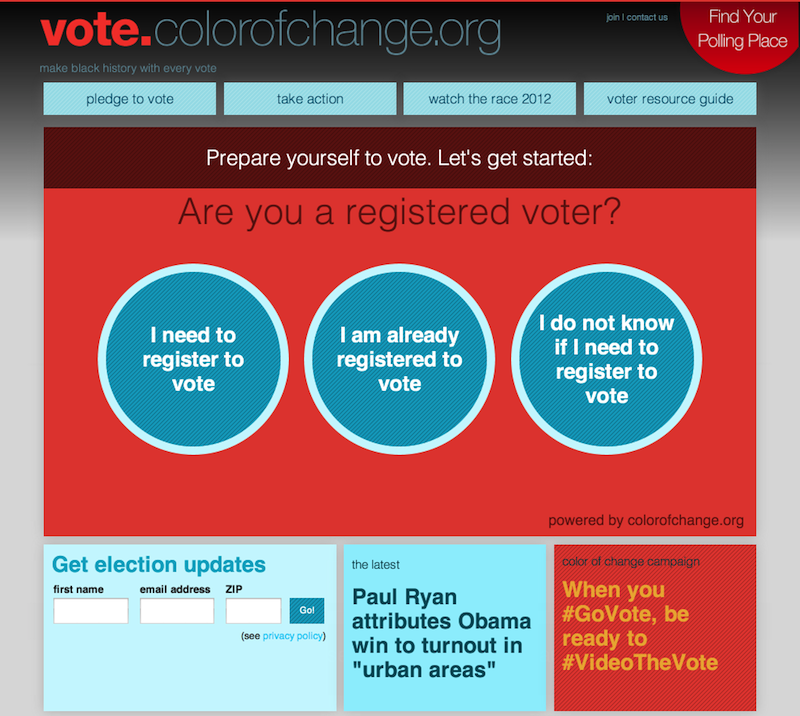 vote.colorofchange.org
join | contact us
Find Your
Polling Place
make black history with every vote
pledge to vote
take action
watch the race 2012
voter resource guide
Prepare yourself to vote. Let's get started:
Are you a registered voter?
I need to
register to
vote
I am already
registered to
vote
I do not know
if I need to
register to
vote
powered by colorofchange.org
Get election updates
first name
email address
ZIP
Go!
(see privacy policy)
the latest
Paul Ryan
attributes Obama
win to turnout in
"urban areas"
color of change campaign
When you
#GoVote, be
ready to
#VideoTheVote